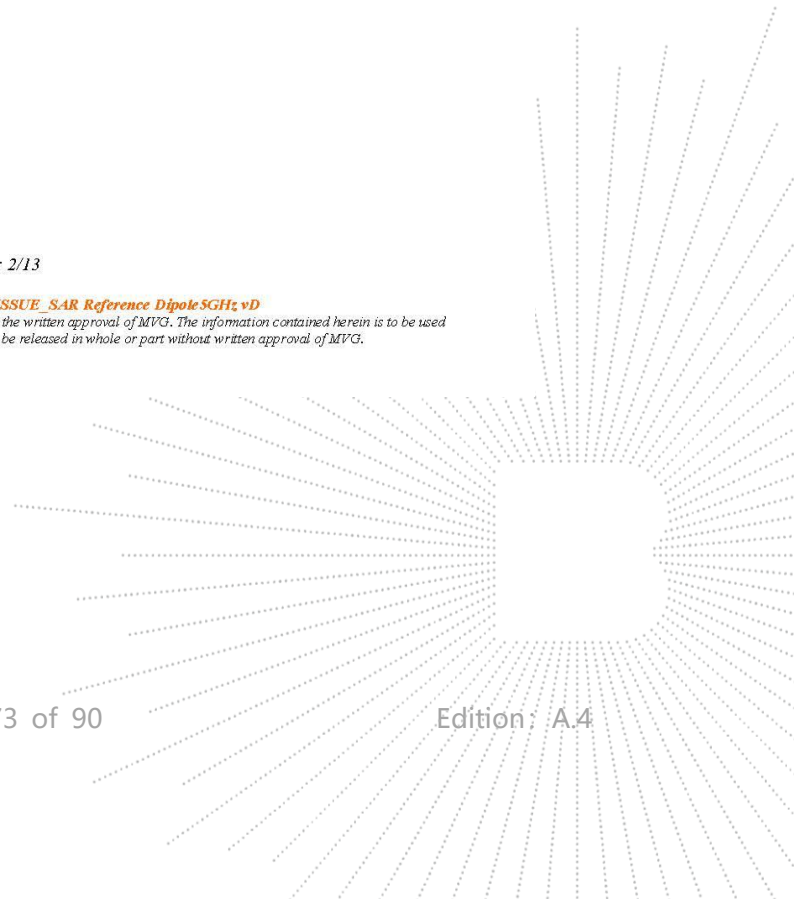 : 2/13
ISSUE_SAR Reference Dipole5GHz vD
the written approval of MVG. The information contained herein is to be used
be released in whole or part without written approval of MVG.
/3 of 90 Edition: A.4